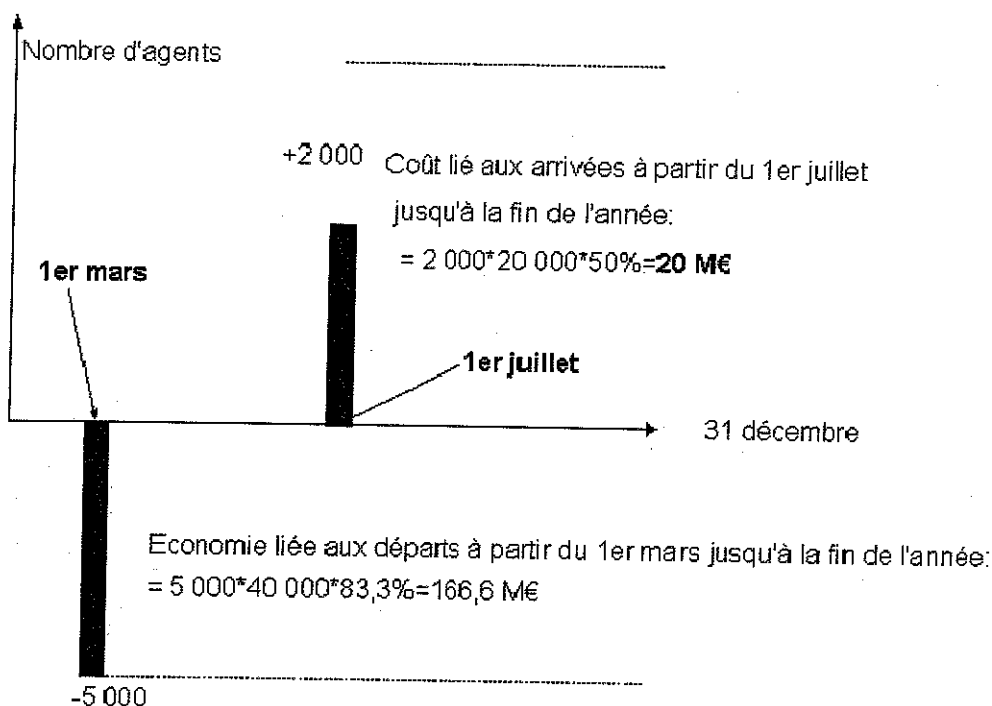 Nombre d'agents
+2 000
Coût lié aux arrivées à partir du 1er juillet
jusqu'à la fin de l'année:
= 2 000*20 000*50%=20 M€
1er mars
1er juillet
31 décembre
Economie liée aux départs à partir du 1er mars jusqu'à la fin de l'année:
= 5 000*40 000*83,3%=166,6 M€
-5 000